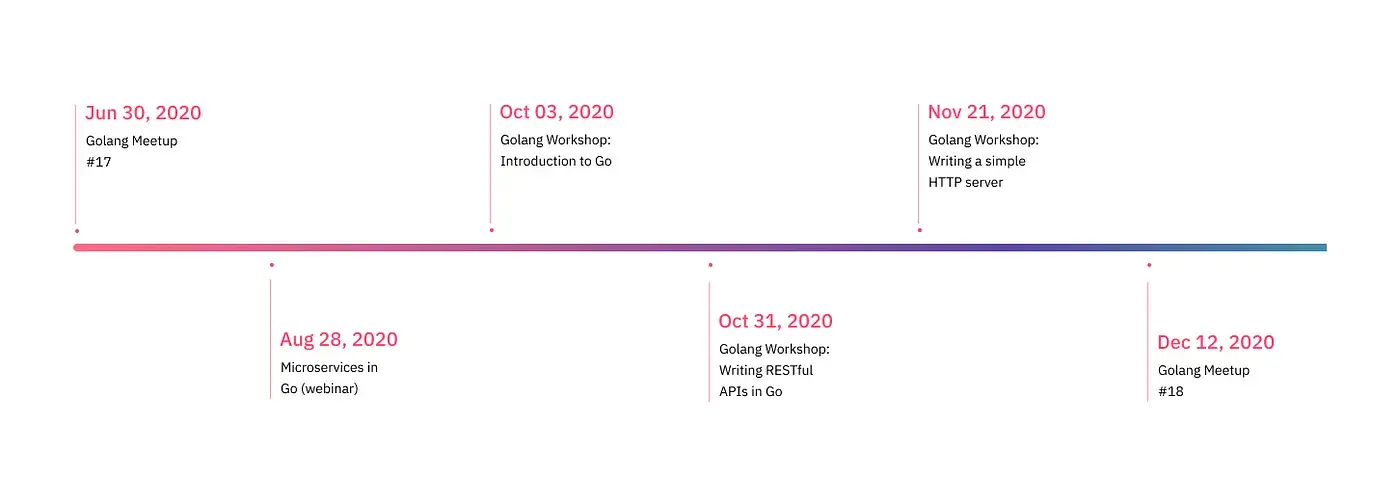 Jun 30, 2020
Golang Meetup
#17
Aug 28, 2020
Microservices in
Go (webinar)
Oct 03, 2020
Golang Workshop:
Introduction to Go
Oct 31, 2020
Golang Workshop:
Writing RESTful
APIs in Go
Nov 21, 2020
Golang Workshop:
Writing a simple
HTTP server
Dec 12, 2020
Golang Meetup
#18